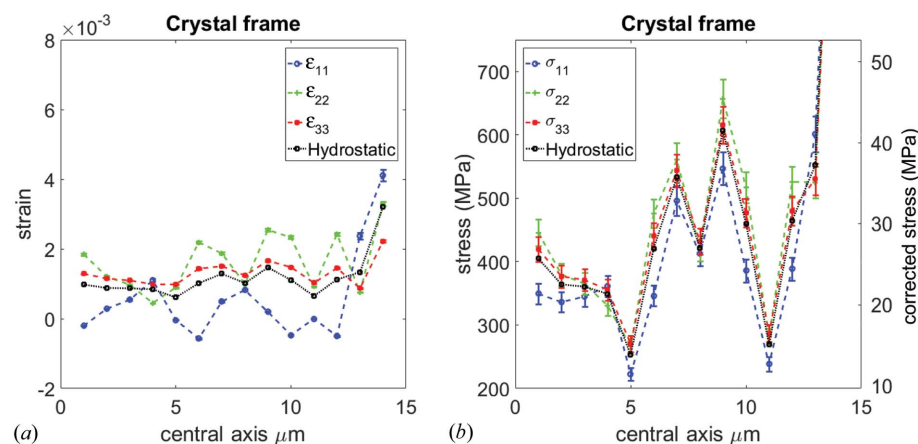 (a)
Crystal frame
8 ×10⁻³
6
4
2
0
-2
strain
0 5 10 15
central axis μm
ε₁₁
ε₂₂
ε₃₃
Hydrostatic
(b)
Crystal frame
700
600
500
400
300
200
stress (MPa)
0 5 10 15
central axis μm
σ₁₁
σ₂₂
σ₃₃
Hydrostatic
50
40
30
20
10
corrected stress (MPa)